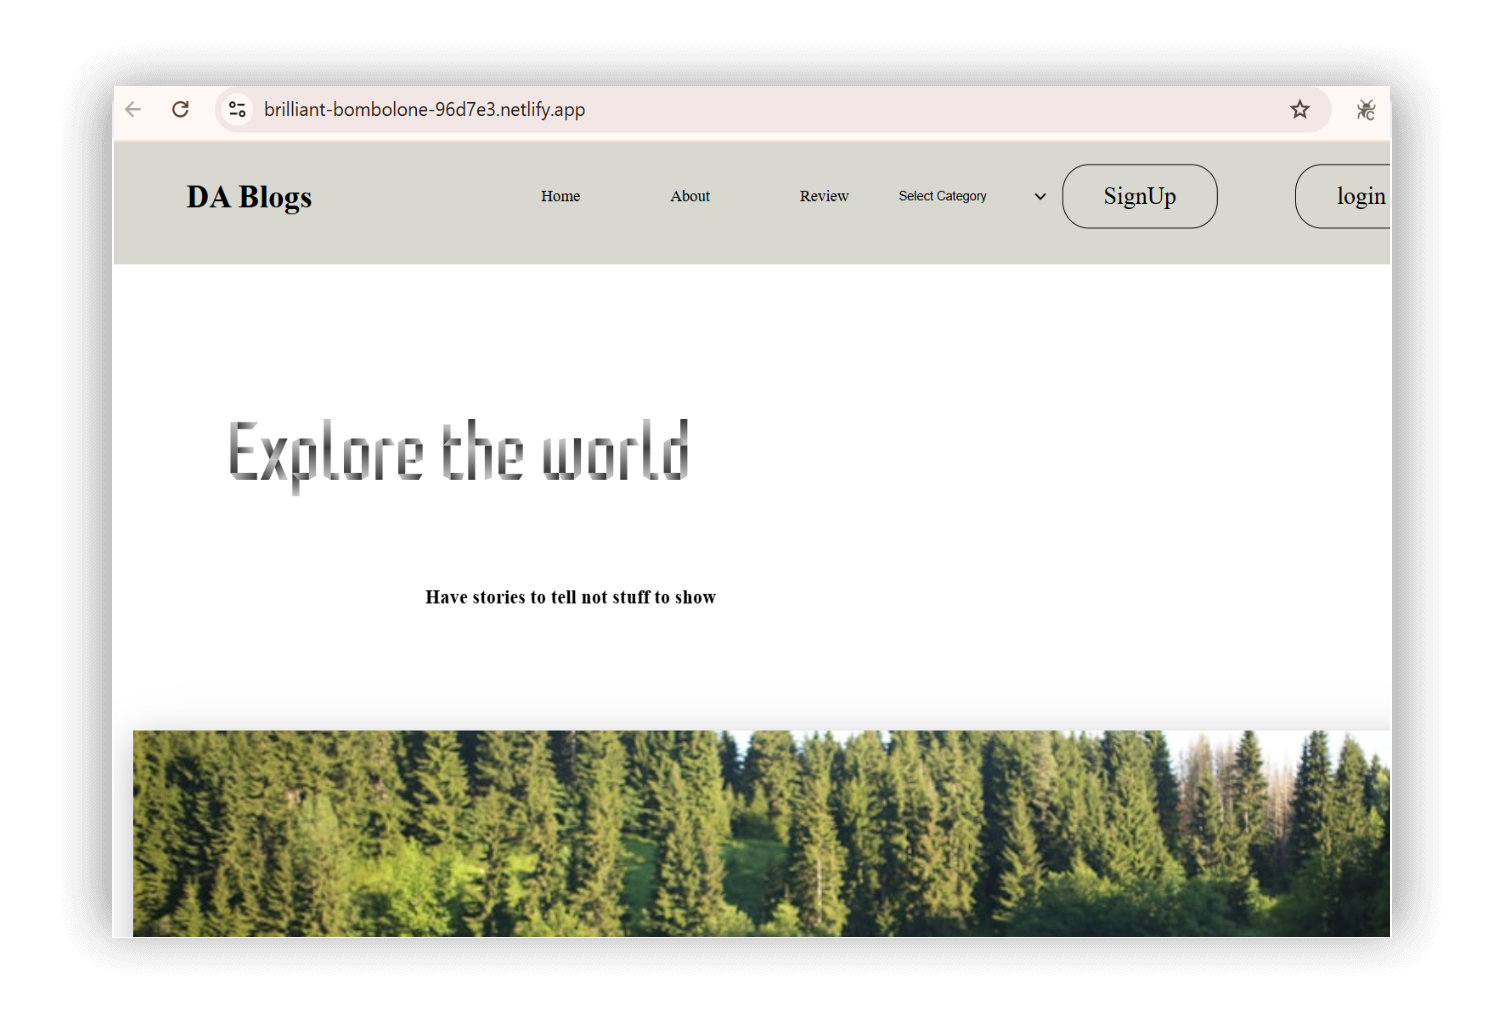 brilliant-bombolone-96d7e3.netlify.app
DA Blogs Home About Review Select Category SignUp login
Explore the world
Have stories to tell not stuff to show